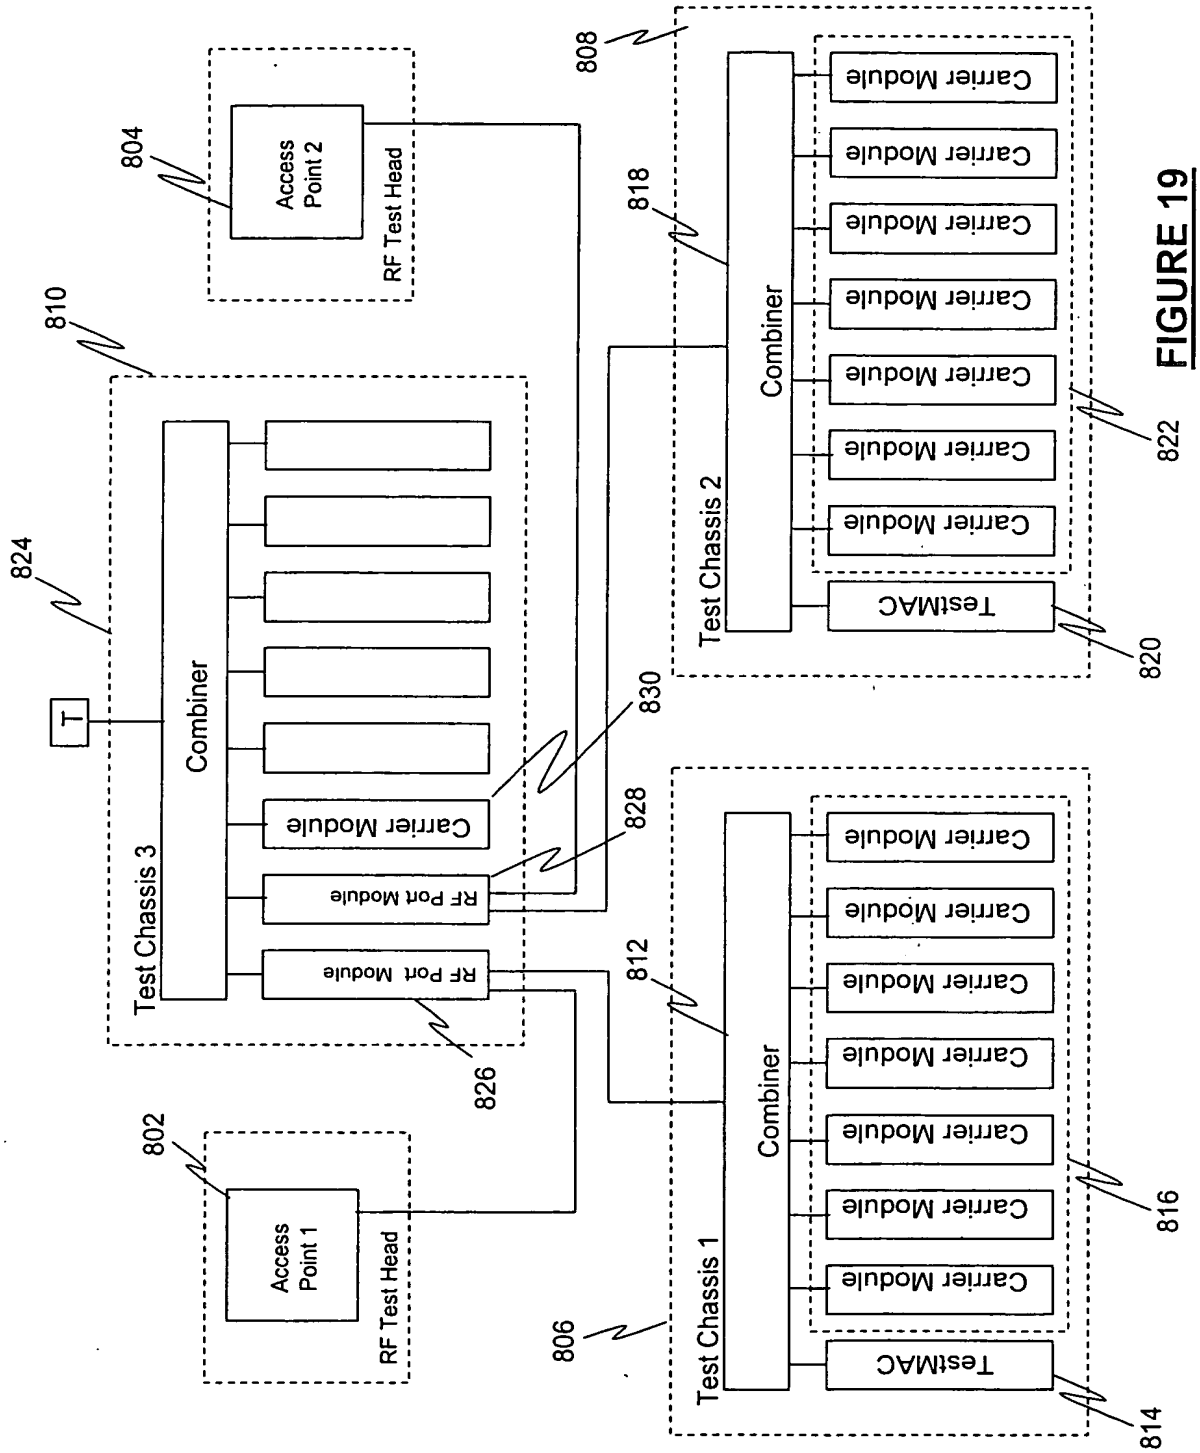 824
810
804
T
Test Chassis 3
Combiner
RF Port Module
RF Port Module
Carrier Module
826
828
830
802
Access
Point 1
RF Test Head
Access
Point 2
RF Test Head
806
812
Test Chassis 1
Combiner
TestMAC
Carrier Module
Carrier Module
Carrier Module
Carrier Module
Carrier Module
Carrier Module
Carrier Module
814
816
818
808
Test Chassis 2
Combiner
TestMAC
Carrier Module
Carrier Module
Carrier Module
Carrier Module
Carrier Module
Carrier Module
Carrier Module
820
822
FIGURE 19